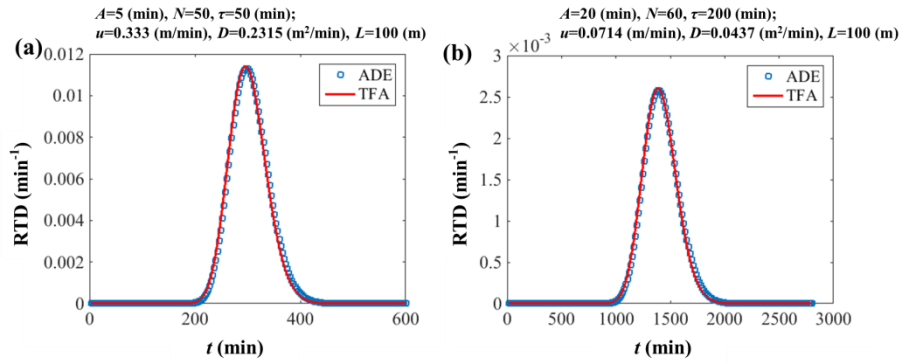 A=5 (min), N=50, τ=50 (min);
u=0.333 (m/min), D=0.2315 (m²/min), L=100 (m)
(a)
0.012
0.01
0.008
0.006
0.004
0.002
0
RTD (min⁻¹)
ADE
TFA
0 200 400 600
t (min)
A=20 (min), N=60, τ=200 (min);
u=0.0714 (m/min), D=0.0437 (m²/min), L=100 (m)
(b)
×10⁻³
3
2.5
2
1.5
1
0.5
0
RTD (min⁻¹)
ADE
TFA
0 500 1000 1500 2000 2500 3000
t (min)